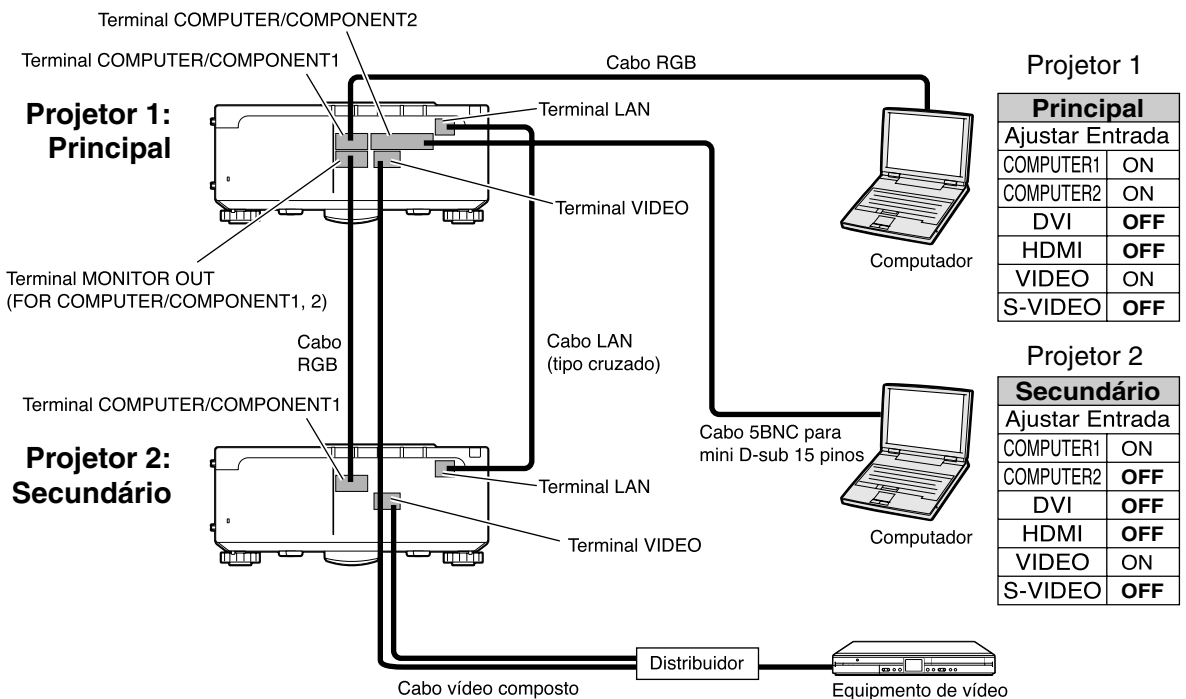 Terminal COMPUTER/COMPONENT2
Terminal COMPUTER/COMPONENT1
Cabo RGB
Projetor 1:
Principal
Terminal LAN
Terminal VIDEO
Computador
Terminal MONITOR OUT
(FOR COMPUTER/COMPONENT1, 2)
Cabo
RGB
Cabo LAN
(tipo cruzado)
Terminal COMPUTER/COMPONENT1
Cabo 5BNC para
mini D-sub 15 pinos
Projetor 2:
Secundário
Terminal LAN
Terminal VIDEO
Computador
Distribuidor
Cabo vídeo composto
Equipmento de vídeo
Projetor 1
Principal
Ajustar Entrada
COMPUTER1 ON
COMPUTER2 ON
DVI OFF
HDMI OFF
VIDEO ON
S-VIDEO OFF
Projetor 2
Secundário
Ajustar Entrada
COMPUTER1 ON
COMPUTER2 OFF
DVI OFF
HDMI OFF
VIDEO ON
S-VIDEO OFF